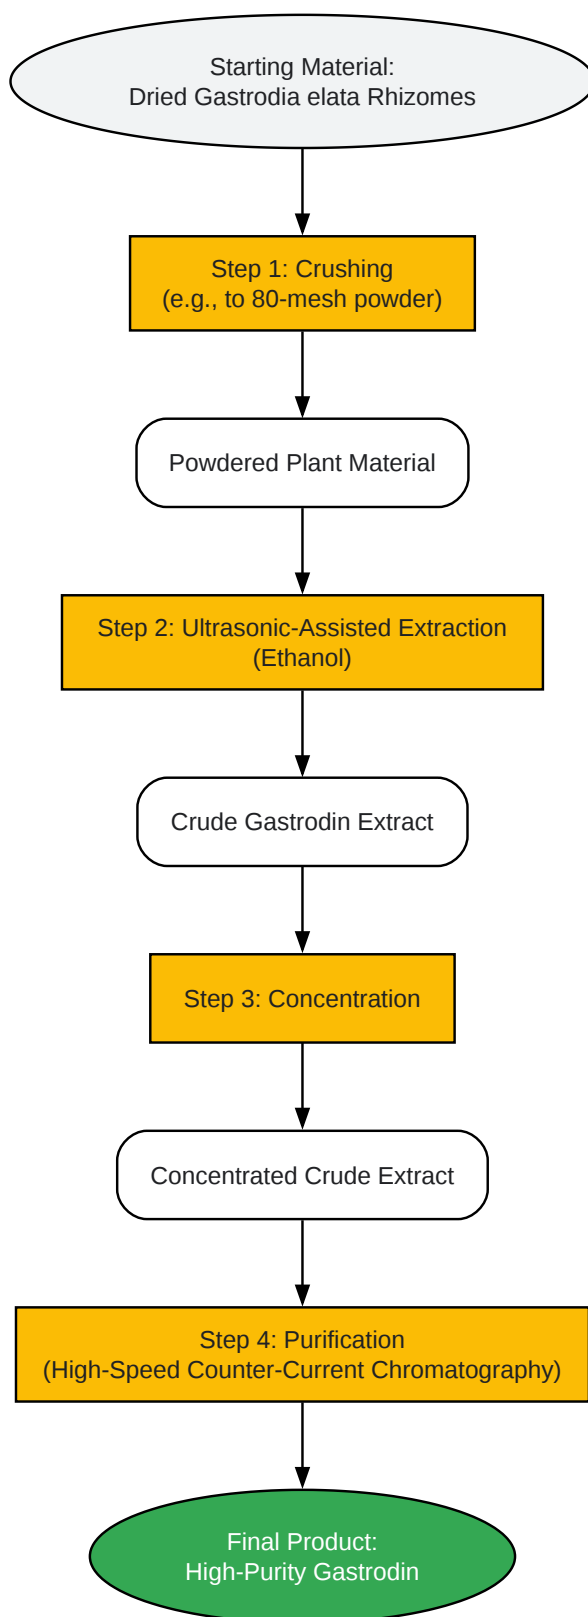 Starting Material:
Dried Gastrodia elata Rhizomes
Step 1: Crushing
(e.g., to 80-mesh powder)
Powdered Plant Material
Step 2: Ultrasonic-Assisted Extraction
(Ethanol)
Crude Gastrodin Extract
Step 3: Concentration
Concentrated Crude Extract
Step 4: Purification
(High-Speed Counter-Current Chromatography)
Final Product:
High-Purity Gastrodin